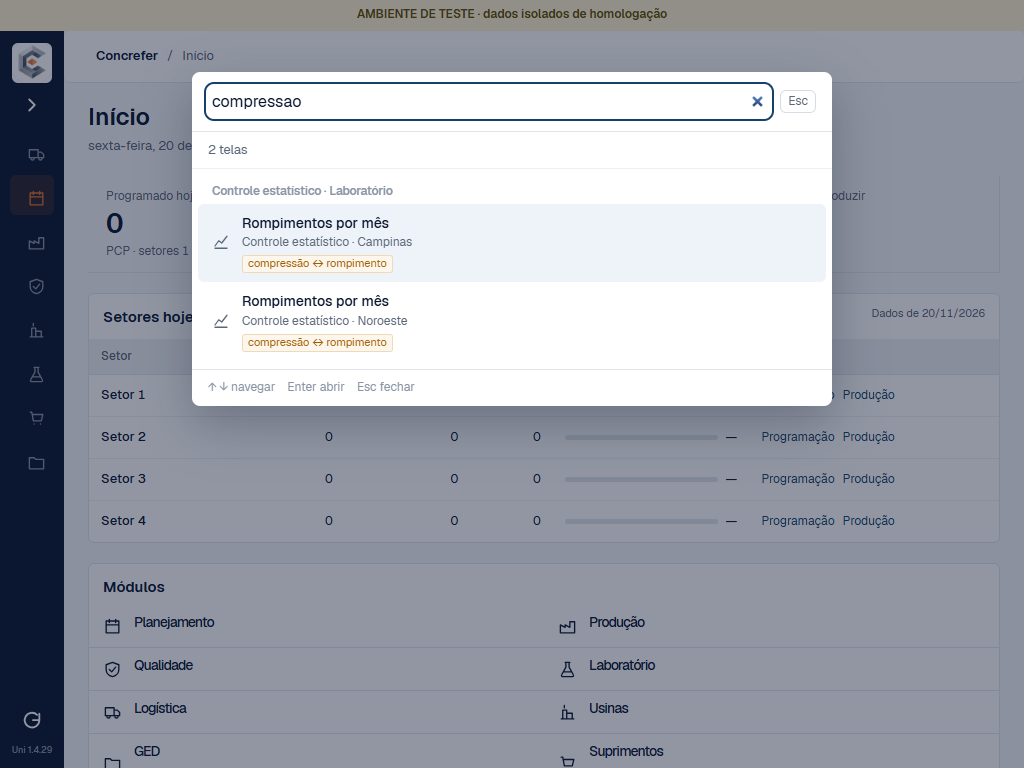 AMBIENTE DE TESTE · dados isolados de homologação
Concrefer / Início
Início
sexta-feira, 20 de
compressao
Esc
2 telas
Controle estatístico · Laboratório
Rompimentos por mês
Controle estatístico · Campinas
compressão ↔ rompimento
Rompimentos por mês
Controle estatístico · Noroeste
compressão ↔ rompimento
↑↓ navegar Enter abrir Esc fechar
Programado hoj
0
PCP · setores 1
oduzir
Setores hoje
Dados de 20/11/2026
Setor
Setor 1 Produção
Setor 2 0 0 0 — Programação Produção
Setor 3 0 0 0 — Programação Produção
Setor 4 0 0 0 — Programação Produção
Módulos
Planejamento Produção
Qualidade Laboratório
Logística Usinas
GED Suprimentos
Uni 1.4.29